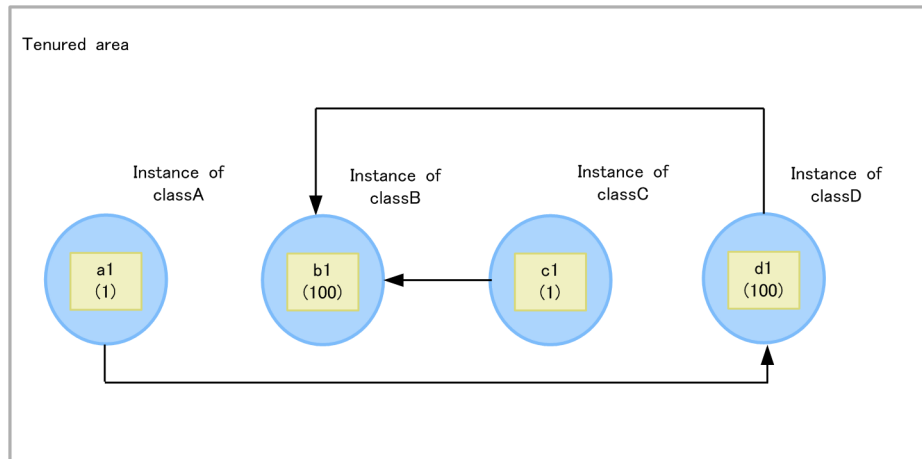 Tenured area
Instance of
classA
Instance of
classB
Instance of
classC
Instance of
classD
a1
(1)
b1
(100)
c1
(1)
d1
(100)